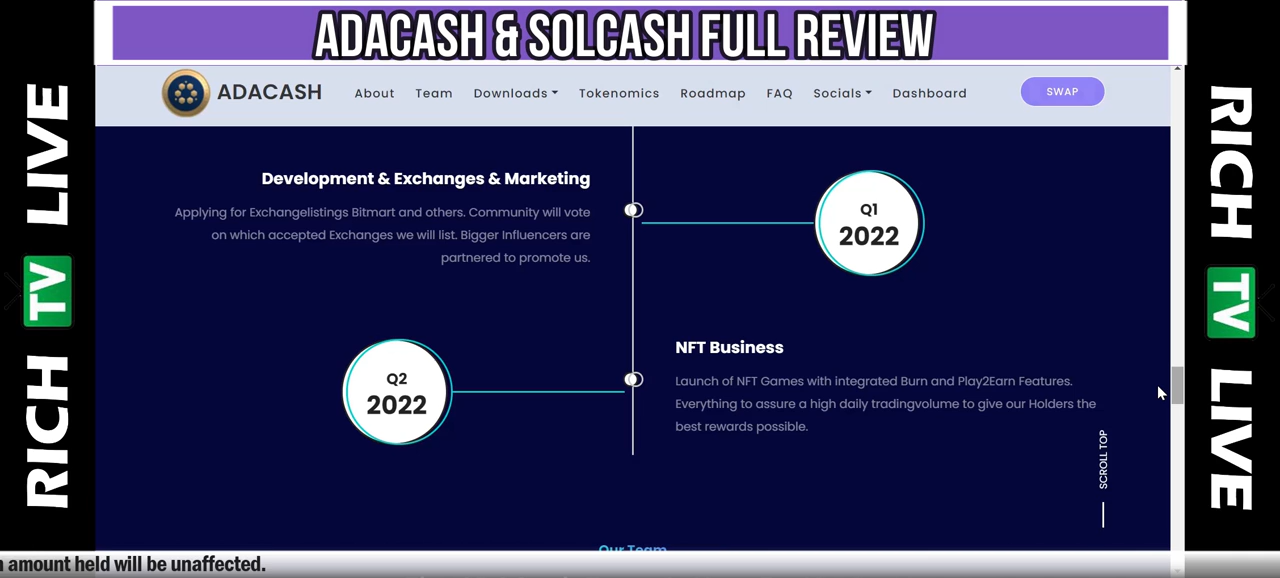 ADACASH & SOLCASH FULL REVIEW
RICH TV LIVE
ADACASH
About Team Downloads Tokenomics Roadmap FAQ Socials Dashboard
SWAP
Development & Exchanges & Marketing
Applying for Exchangelistings Bitmart and others. Community will vote
on which accepted Exchanges we will list. Bigger Influencers are
partnered to promote us.
Q1
2022
Q2
2022
NFT Business
Launch of NFT Games with integrated Burn and Play2Earn Features.
Everything to assure a high daily tradingvolume to give our Holders the
best rewards possible.
SCROLL TOP
Our Team
amount held will be unaffected.
RICH TV LIVE